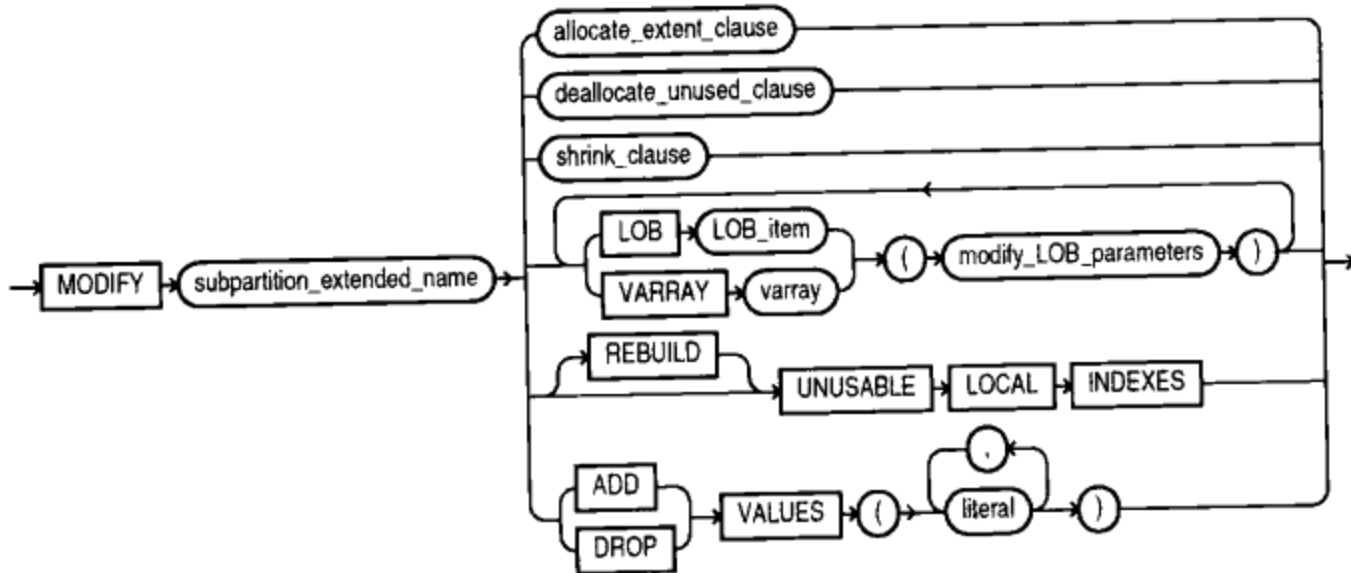 allocate_extent_clause
deallocate_unused_clause
shrink_clause
LOB LOB_item
MODIFY subpartition_extended_name ( modify_LOB_parameters )
VARRAY varray
REBUILD
UNUSABLE LOCAL INDEXES
,
ADD
VALUES ( literal )
DROP